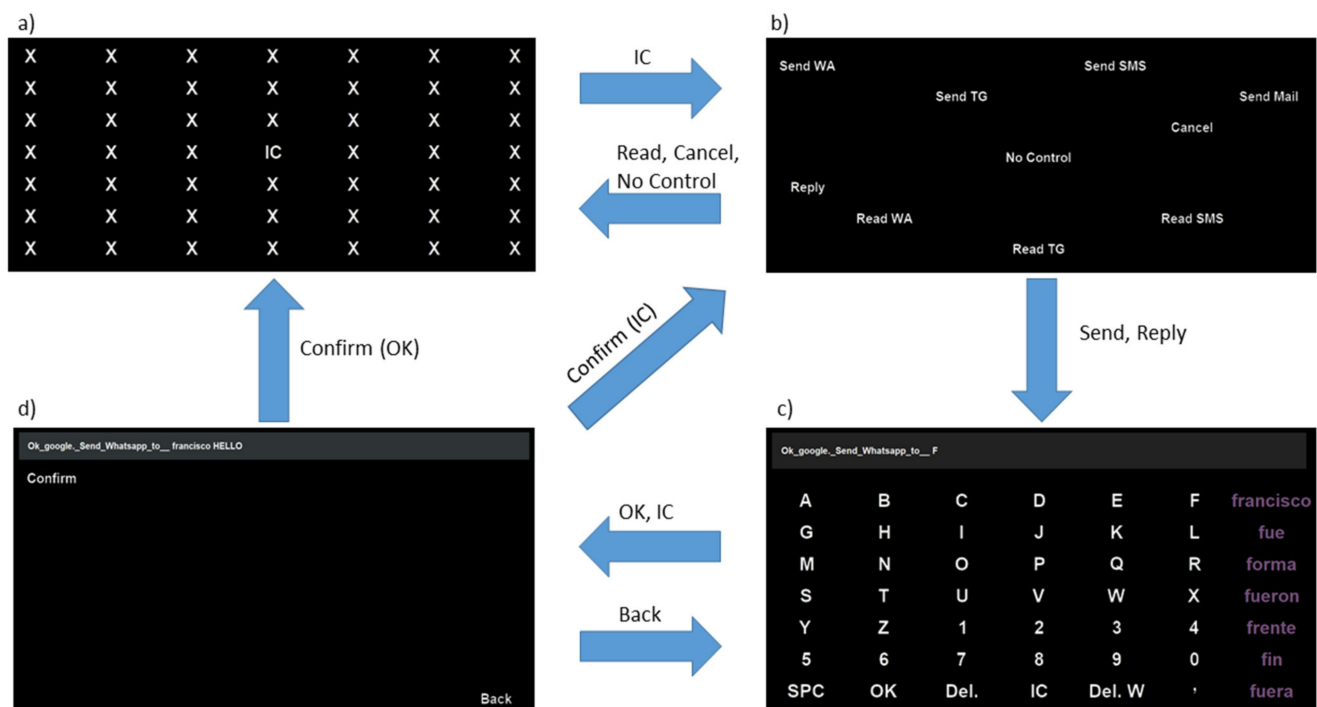 a)
X X X X X X X
X X X X X X X
X X X X X X X
X X X IC X X X
X X X X X X X
X X X X X X X
X X X X X X X
IC
Read, Cancel,
No Control
b)
Send WA Send SMS
Send TG Send Mail
Cancel
No Control
Reply
Read WA Read SMS
Read TG
Confirm (OK)
Confirm (IC)
Send, Reply
d)
Ok_google._Send_Whatsapp_to__ francisco HELLO
Confirm
Back
OK, IC
Back
c)
Ok_google._Send_Whatsapp_to__ F
A B C D E F francisco
G H I J K L fue
M N O P Q R forma
S T U V W X fueron
Y Z 1 2 3 4 frente
5 6 7 8 9 0 fin
SPC OK Del. IC Del. W , fuera